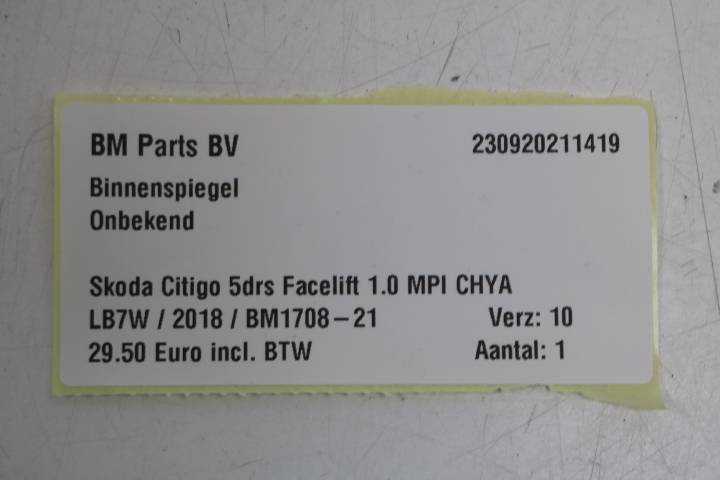 BM Parts BV 230920211419
Binnenspiegel
Onbekend
Skoda Citigo 5drs Facelift 1.0 MPI CHYA
LB7W / 2018 / BM1708-21 Verz: 10
29.50 Euro incl. BTW Aantal: 1